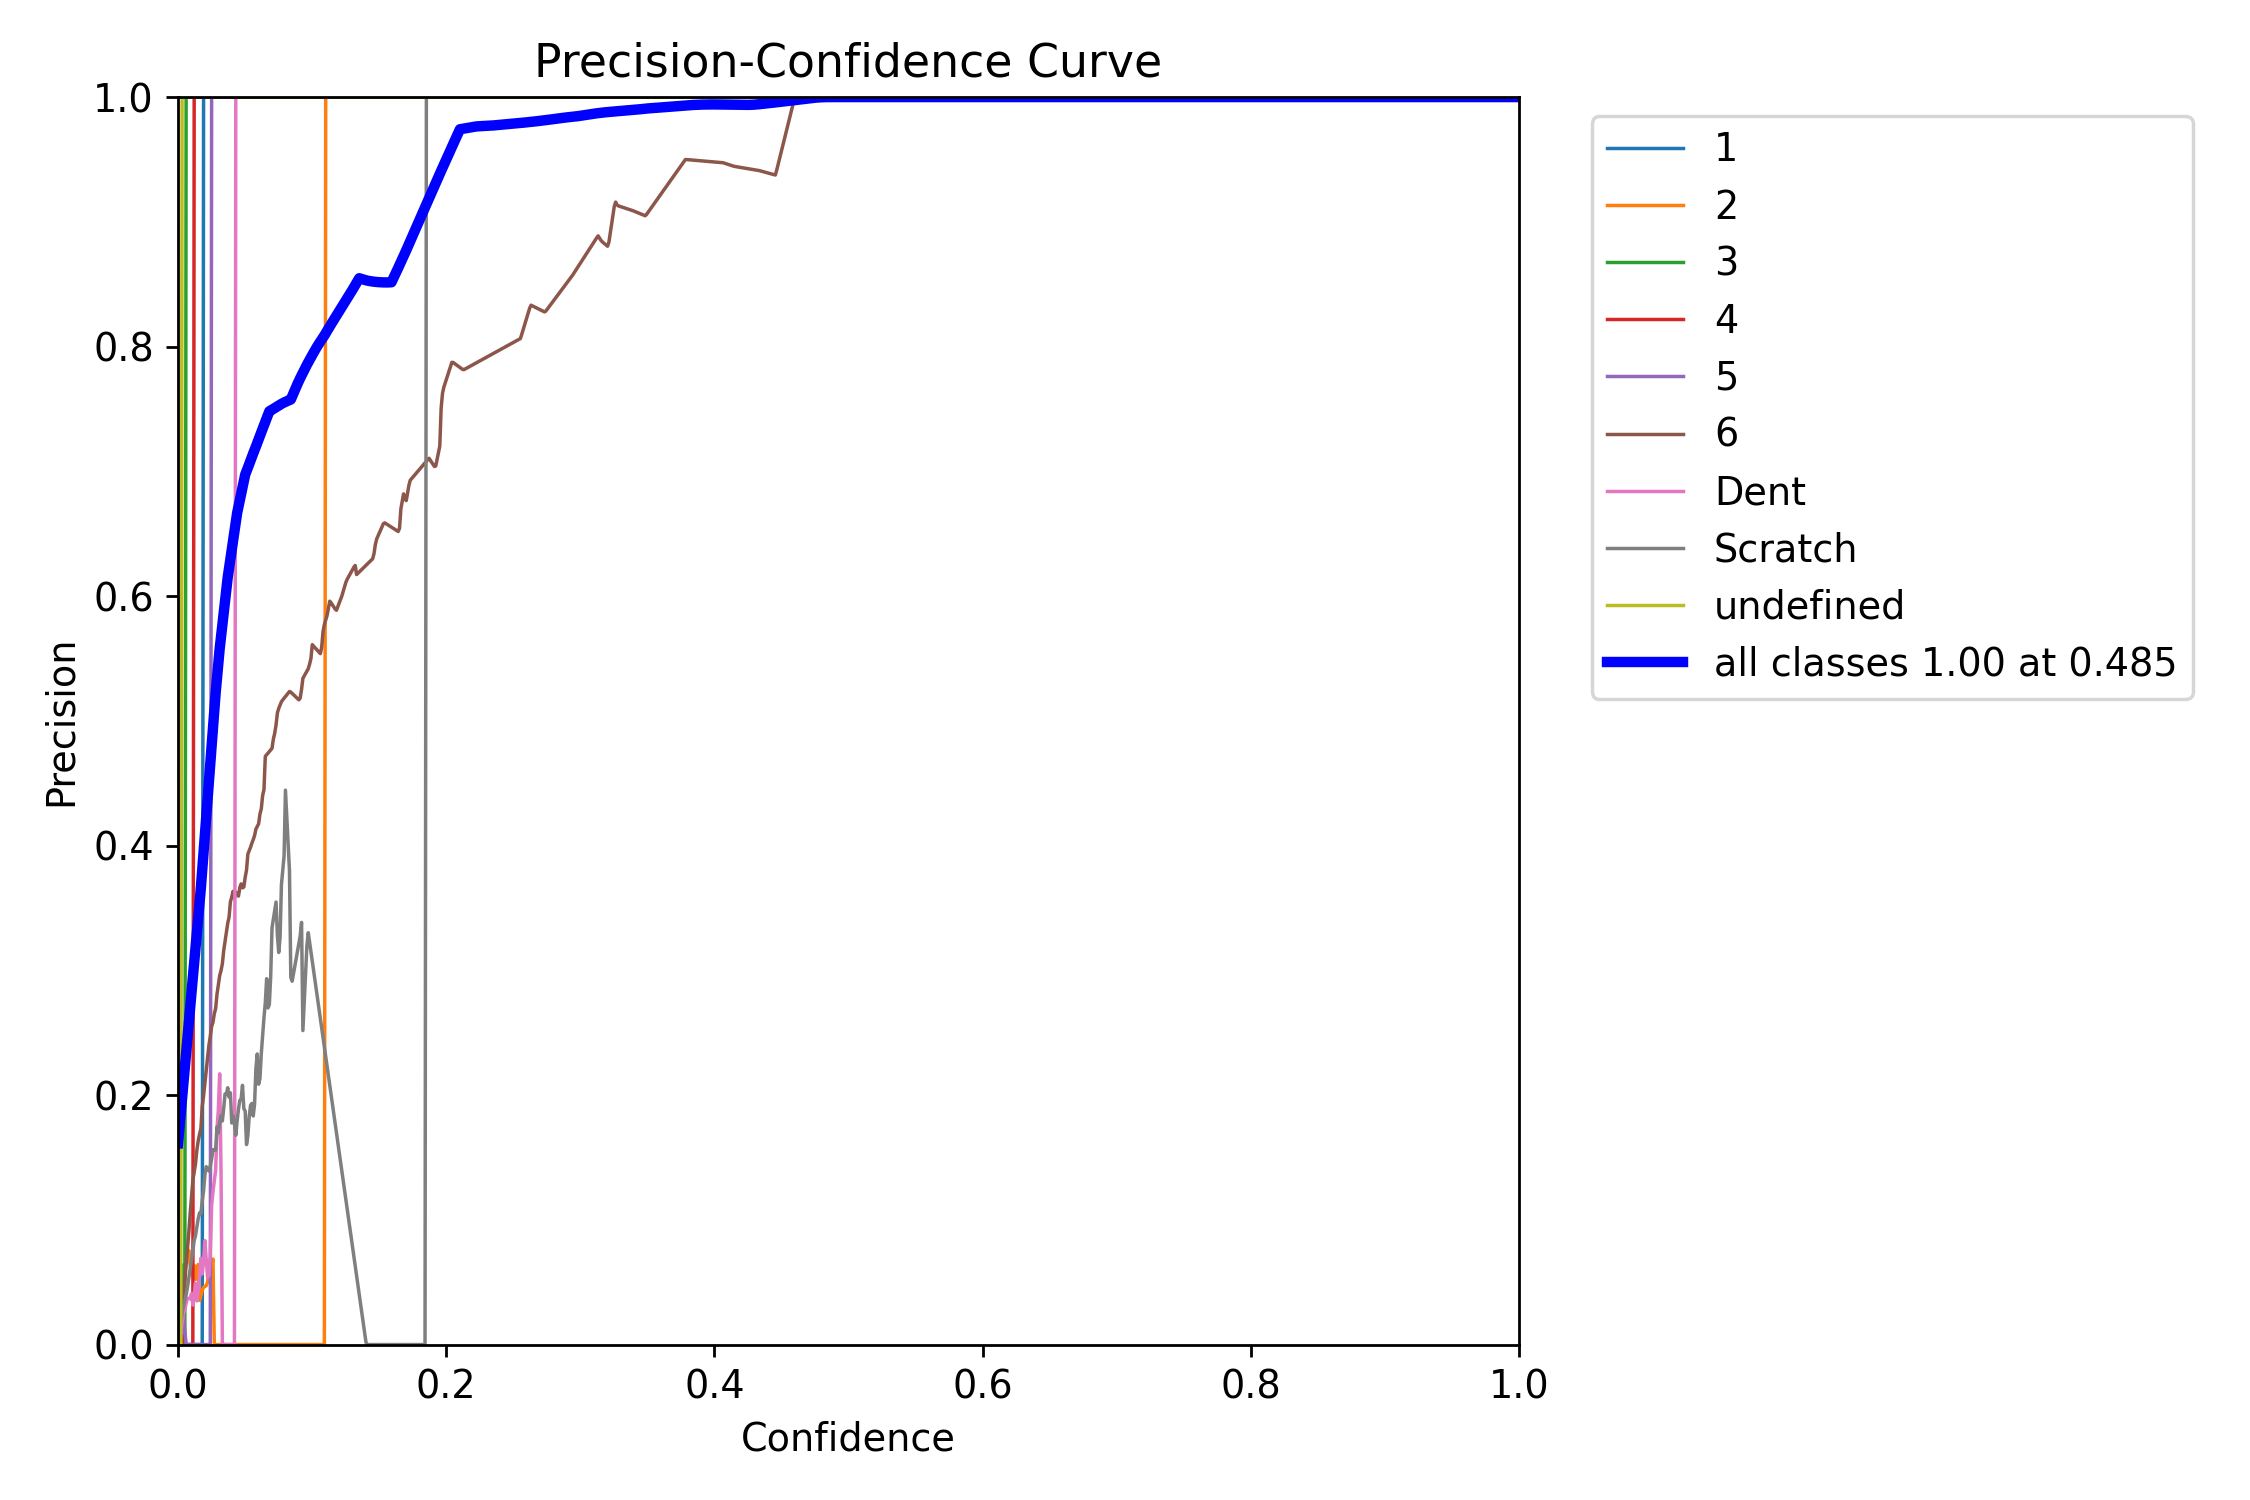 Precision-Confidence Curve
1.0
0.8
0.6
0.4
0.2
0.0
Precision
0.0 0.2 0.4 0.6 0.8 1.0
Confidence
1
2
3
4
5
6
Dent
Scratch
undefined
all classes 1.00 at 0.485